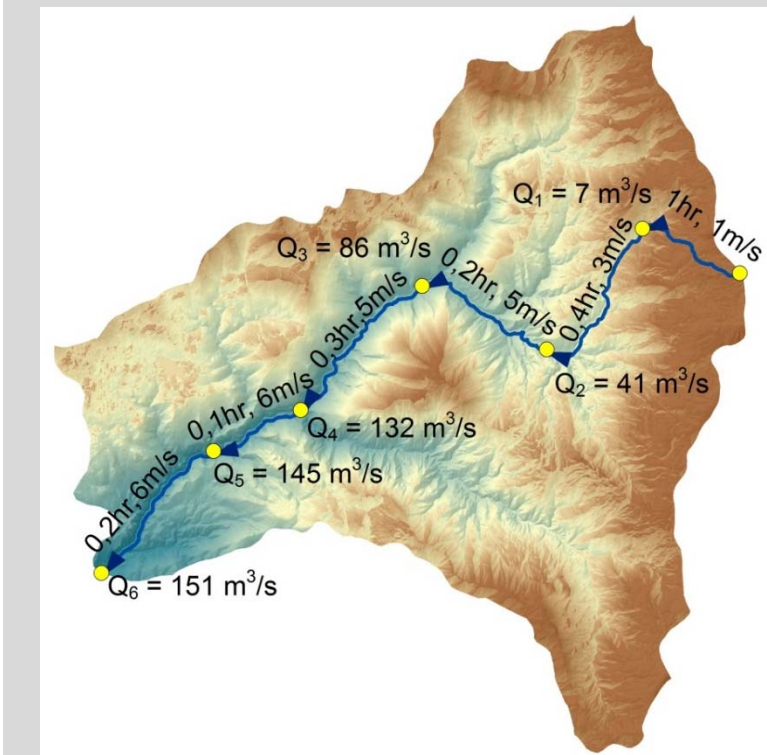 Q₁ = 7 m³/s
1hr, 1m/s
Q₃ = 86 m³/s
0,2hr, 5m/s
0,4hr, 3m/s
0,3hr,5m/s
Q₂ = 41 m³/s
0,1hr, 6m/s
Q₄ = 132 m³/s
0,2hr,6m/s
Q₅ = 145 m³/s
Q₆ = 151 m³/s